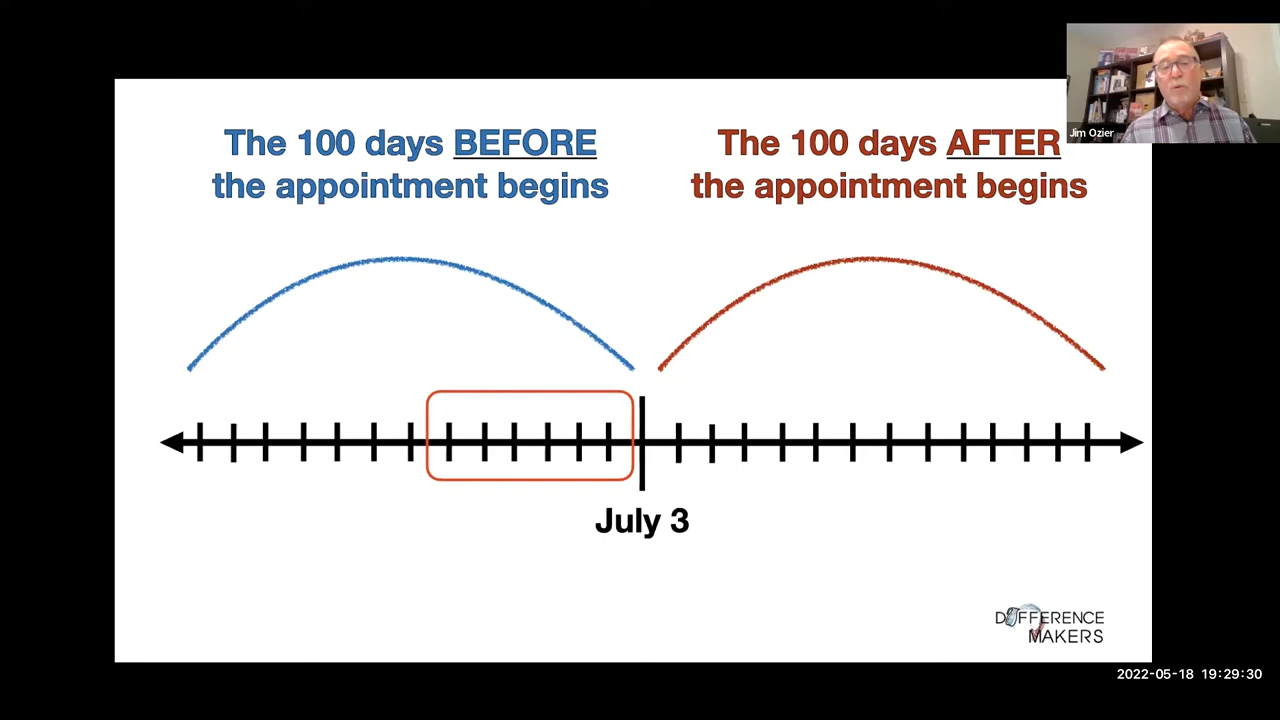 The 100 days BEFORE
the appointment begins
The 100 days AFTER
the appointment begins
Jim Ozier
July 3
DIFFERENCE
MAKERS
2022-05-18 19:29:30